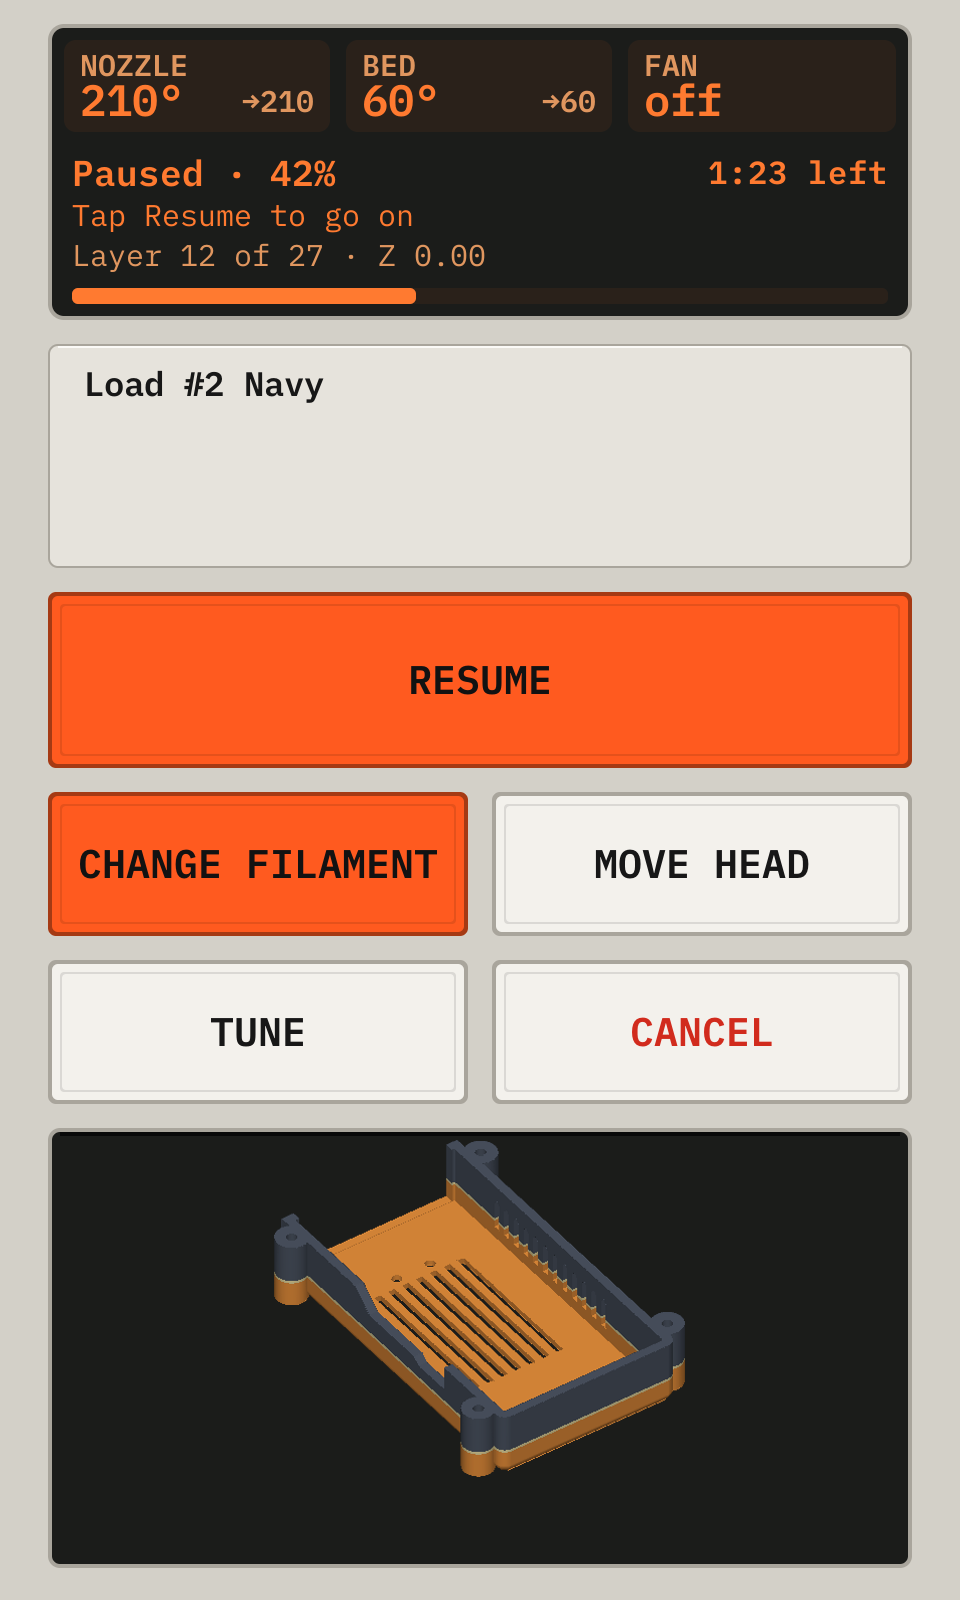 NOZZLE
210° →210
BED
60° →60
FAN
off
Paused · 42% 1:23 left
Tap Resume to go on
Layer 12 of 27 · Z 0.00
Load #2 Navy
RESUME
CHANGE FILAMENT
MOVE HEAD
TUNE
CANCEL